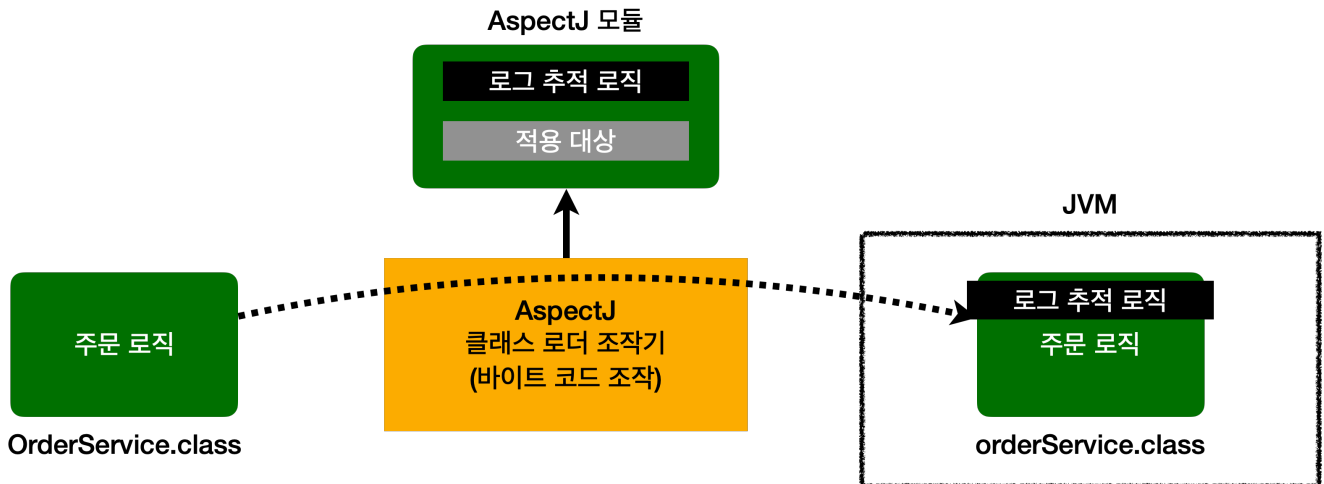 AspectJ 모듈
로그 추적 로직
적용 대상
JVM
주문 로직
OrderService.class
AspectJ
클래스 로더 조작기
(바이트 코드 조작)
로그 추적 로직
주문 로직
orderService.class